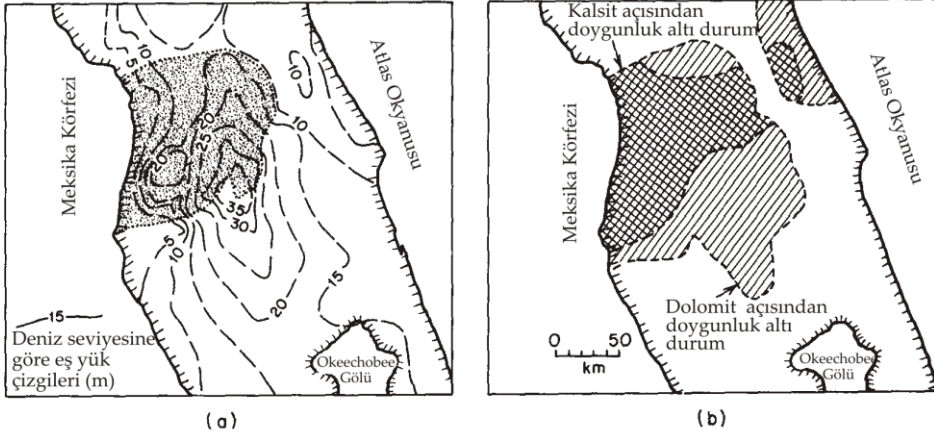 10
5
10
10
20
25
20
35
30
5
10
20
15
Meksika Körfezi
Atlas Okyanusu
15
Deniz seviyesine
göre eş yük
çizgileri (m)
Okeechobee
Gölü
(a)
Kalsit açısından
doygunluk altı
durum
Meksika Körfezi
Atlas Okyanusu
Dolomit açısından
doygunluk altı
durum
0 50
km
Okeechobee
Gölü
(b)